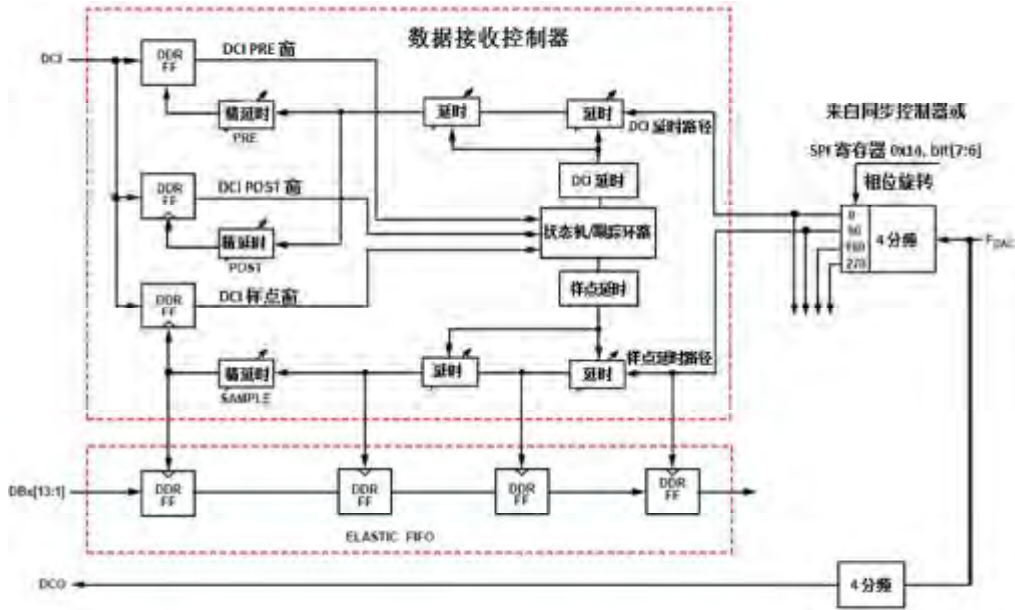 数据接收控制器
DCI
DDR
FF
DCI PRE 窗
精延时
PRE
延时
延时
DCI 延时路径
来自同步控制器或
SPI 寄存器 0x14, bit[7:6]
相位旋转
DDR
FF
DCI POST 窗
精延时
POST
DCI 延时
状态机/跟踪环路
0
90
180
270
4分频
FDAC
DDR
FF
DCI 样点窗
样点延时
精延时
SAMPLE
延时
延时
样点延时路径
DBx[13:1]
DDR
FF
DDR
FF
DDR
FF
DDR
FF
ELASTIC FIFO
DCO
4分频